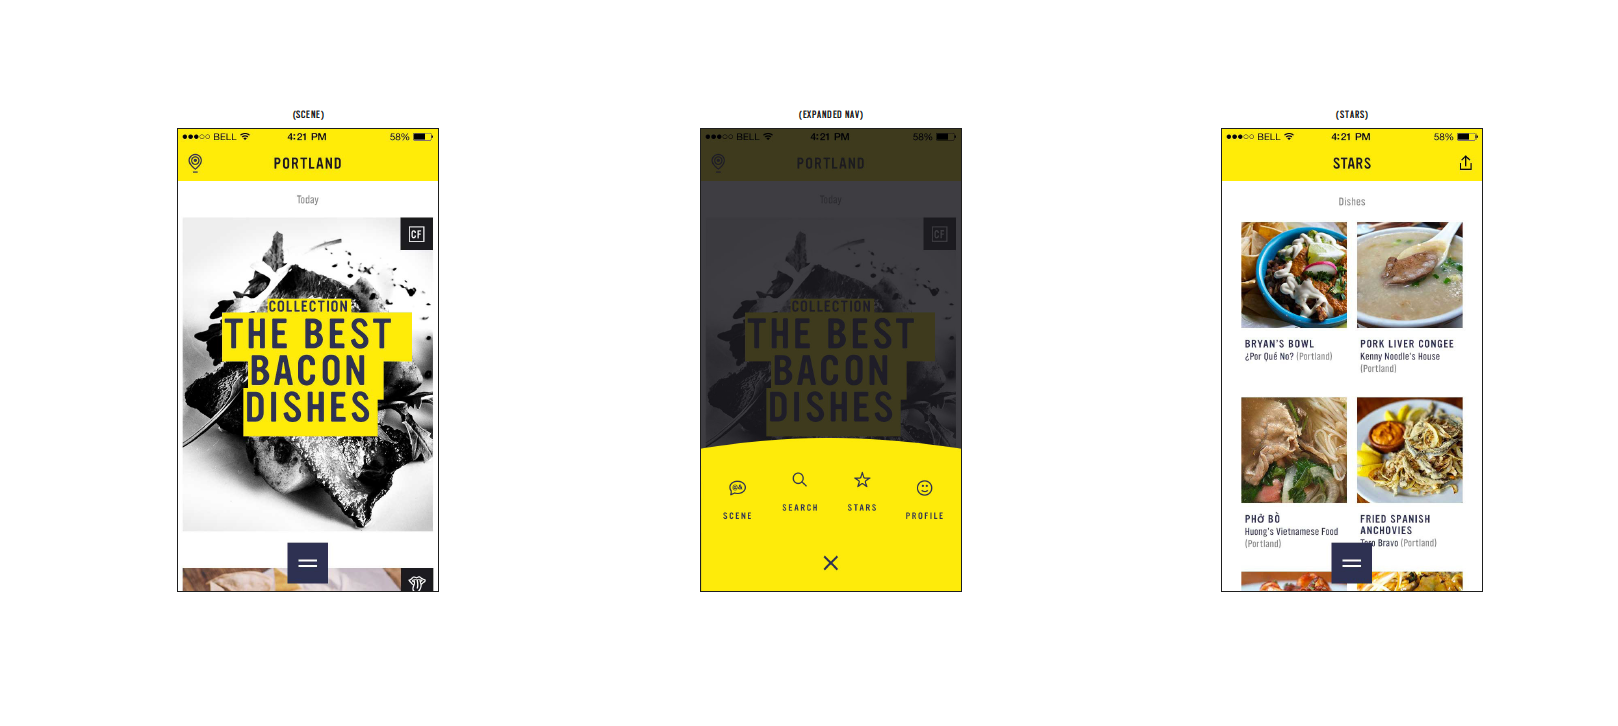 (SCENE)
BELL 4:21 PM 58%
PORTLAND
Today
CF
COLLECTION
THE BEST
BACON
DISHES
(EXPANDED NAV)
BELL 4:21 PM 58%
PORTLAND
Today
CF
COLLECTION
THE BEST
BACON
DISHES
SCENE
SEARCH
STARS
PROFILE
(STARS)
BELL 4:21 PM 58%
STARS
Dishes
BRYAN'S BOWL
¿Por Qué No? (Portland)
PORK LIVER CONGEE
Kenny Noodle's House
(Portland)
PHỞ BÒ
Huong's Vietnamese Food
(Portland)
FRIED SPANISH
ANCHOVIES
Toro Bravo (Portland)